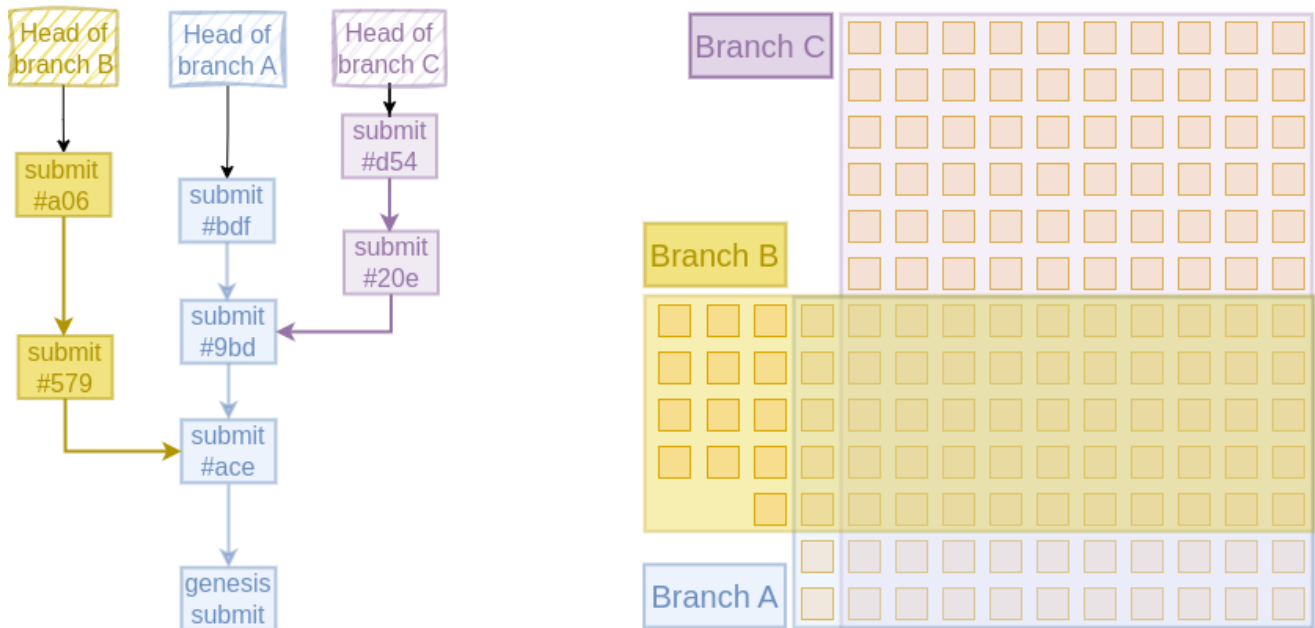 Head of
branch B
Head of
branch A
Head of
branch C
submit
#d54
submit
#a06
submit
#bdf
submit
#20e
submit
#9bd
submit
#579
submit
#ace
genesis
submit
Branch C
Branch B
Branch A